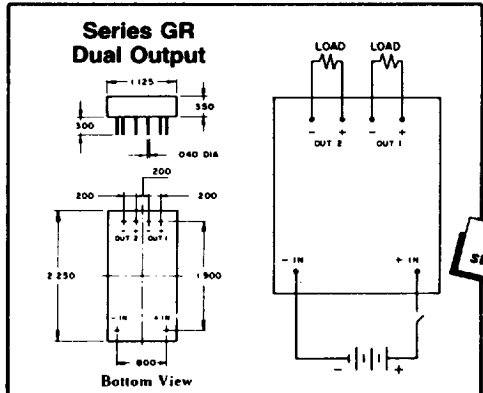 Series GR
Dual Output
1.125
.350
.300
.040 DIA
.200
.200
.200
- + - +
OUT 2 OUT 1
2.250
1.900
- IN + IN
.800
Bottom View
LOAD LOAD
- + - +
OUT 2 OUT 1
- IN + IN
- +